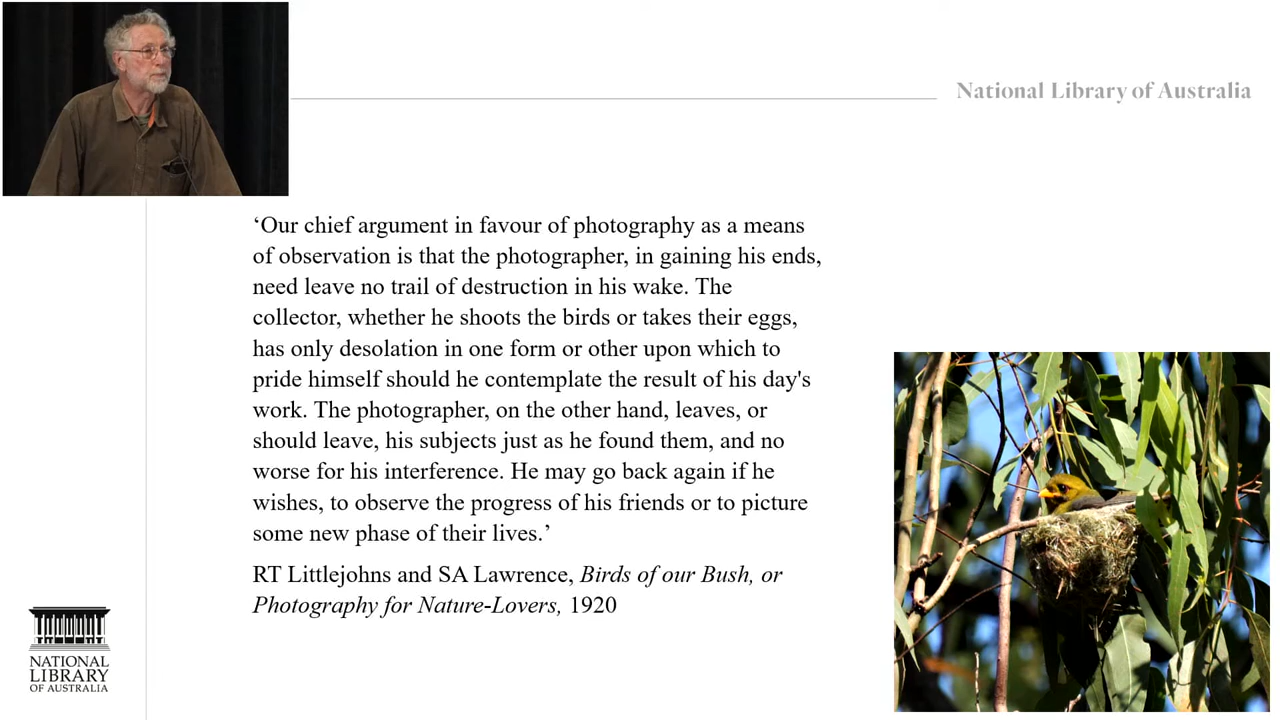 National Library of Australia
‘Our chief argument in favour of photography as a means
of observation is that the photographer, in gaining his ends,
need leave no trail of destruction in his wake. The
collector, whether he shoots the birds or takes their eggs,
has only desolation in one form or other upon which to
pride himself should he contemplate the result of his day's
work. The photographer, on the other hand, leaves, or
should leave, his subjects just as he found them, and no
worse for his interference. He may go back again if he
wishes, to observe the progress of his friends or to picture
some new phase of their lives.’
RT Littlejohns and SA Lawrence, Birds of our Bush, or
Photography for Nature-Lovers, 1920
NATIONAL
LIBRARY
OF AUSTRALIA